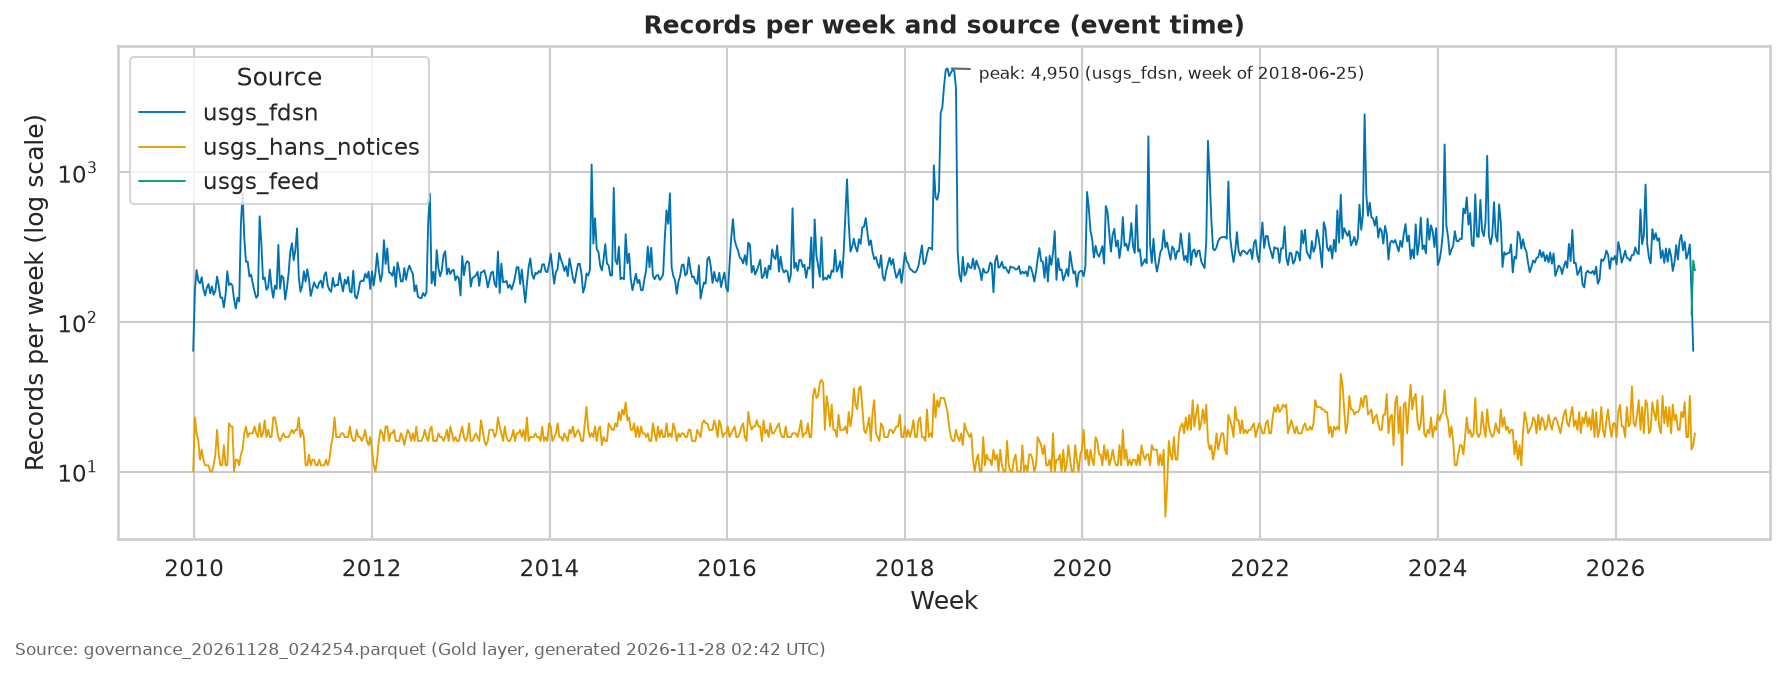 Records per week and source (event time)
Source
usgs_fdsn
usgs_hans_notices
usgs_feed
peak: 4,950 (usgs_fdsn, week of 2018-06-25)
Records per week (log scale)
10³
10²
10¹
2010 2012 2014 2016 2018 2020 2022 2024 2026
Week
Source: governance_20261128_024254.parquet (Gold layer, generated 2026-11-28 02:42 UTC)